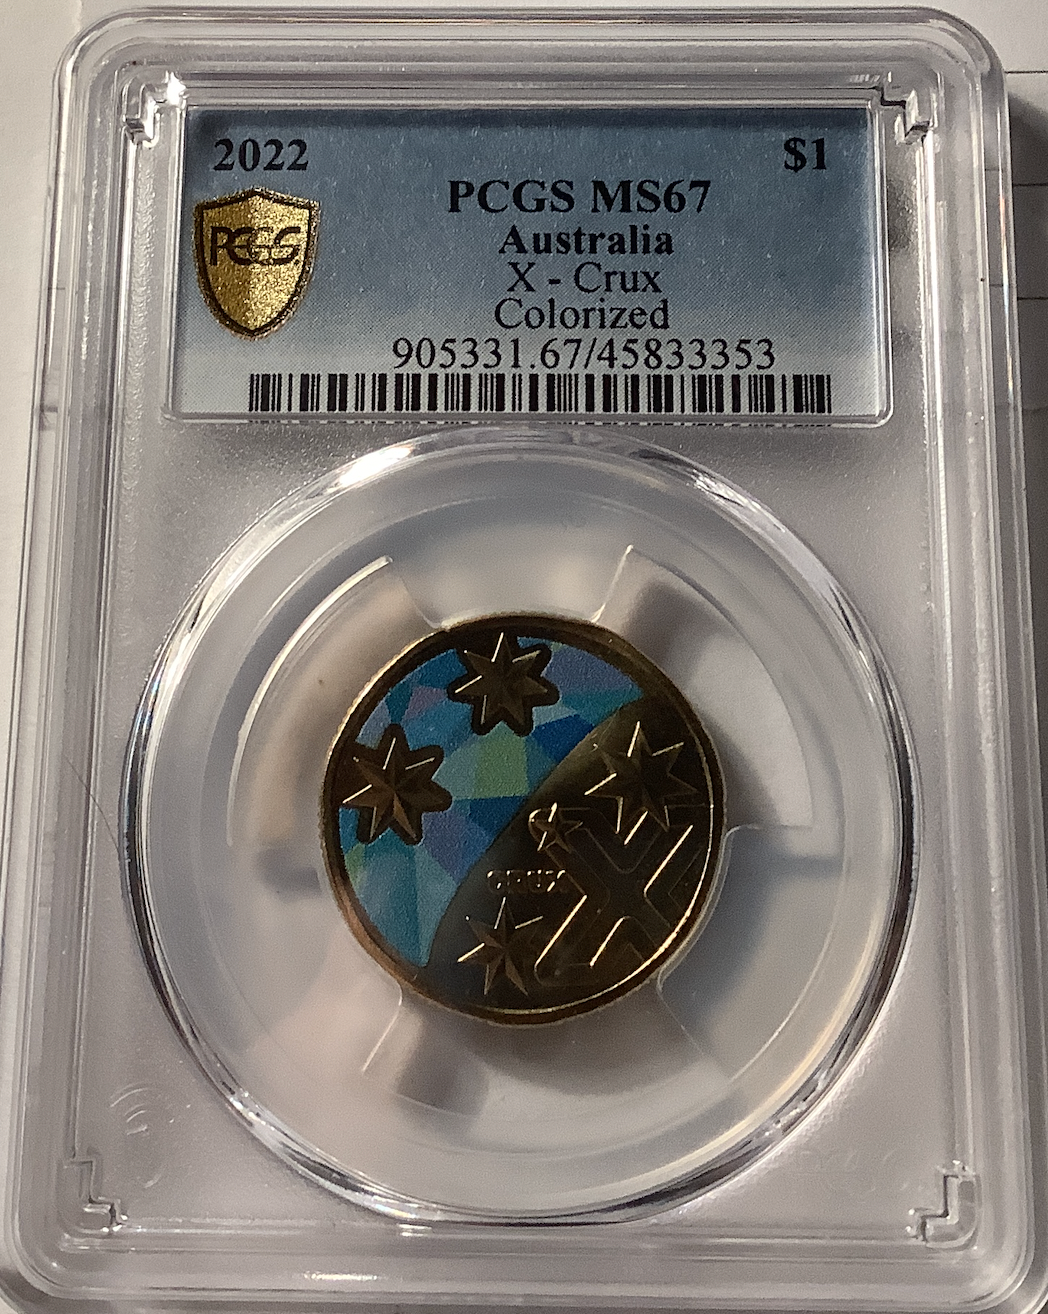 2022 $1
PCGS MS67
PCGS
Australia
X - Crux
Colorized
905331.67/45833353
CRUX
X